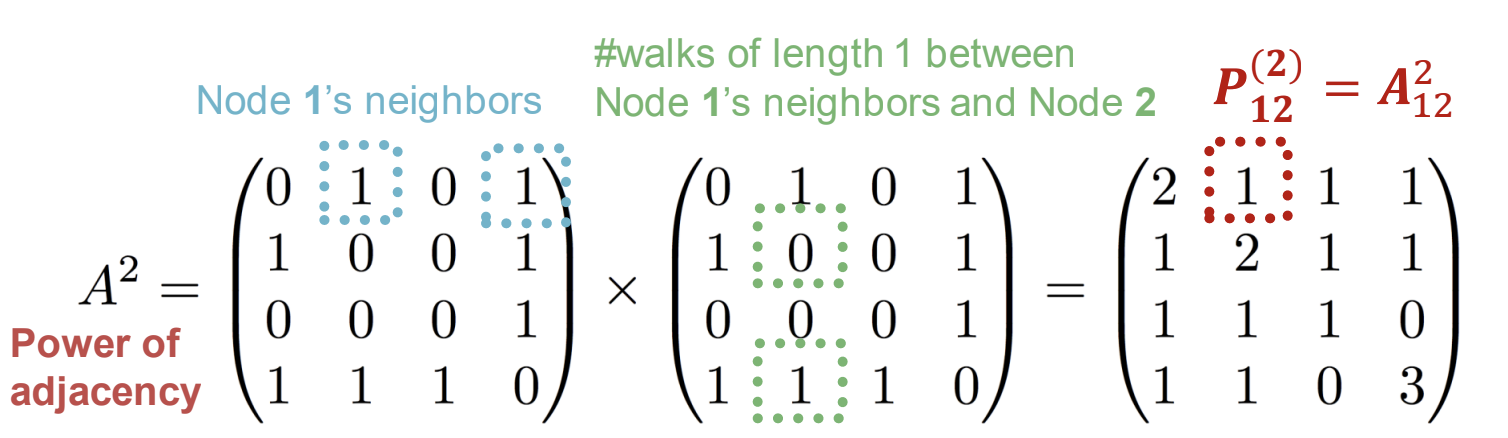 #walks of length 1 between
Node 1's neighbors
Node 1's neighbors and Node 2
P₁₂⁽²⁾ = A²₁₂
A² = (0 1 0 1) × (0 1 0 1) = (2 1 1 1)
1 0 0 1 1 0 0 1 1 2 1 1
0 0 0 1 0 0 0 1 1 1 1 0
1 1 1 0 1 1 1 0 1 1 0 3
Power of
adjacency